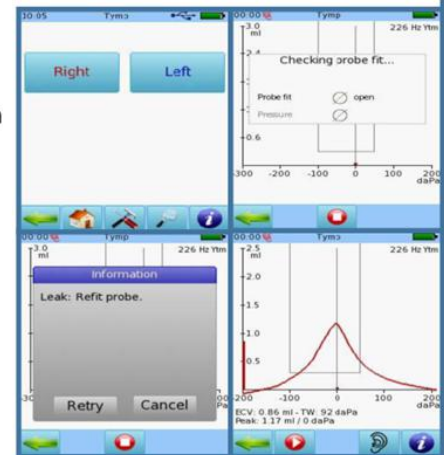 10:05 Tymp
Right Left
00:00 Tymp
3.0
ml
226 Hz Ytm
Checking probe fit...
Probe fit open
Pressure
0.6
300 -200 -100 0 100 200
daPa
00:00 Tymp
3.0
ml
226 Hz Ytm
Information
Leak: Refit probe.
Retry Cancel
00:00 Tymp
2.5
ml
226 Hz Ytm
2.0
1.0
0.5
-200 -100 0 100 200
daPa
ECV: 0.86 ml - TW: 92 daPa
Peak: 1.17 ml / 0 daPa